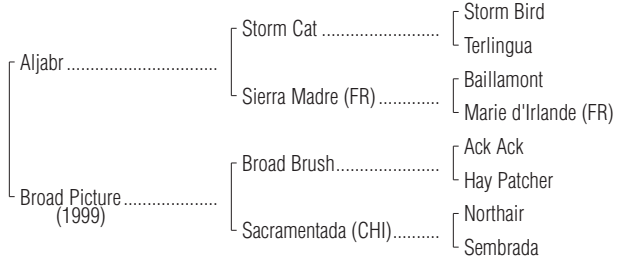 Storm Bird
Storm Cat ........................
Terlingua
Aljabr ................................
Baillamont
Sierra Madre (FR) .............
Marie d'Irlande (FR)
Ack Ack
Broad Brush......................
Hay Patcher
Broad Picture....................
(1999)
Northair
Sacramentada (CHI)..........
Sembrada